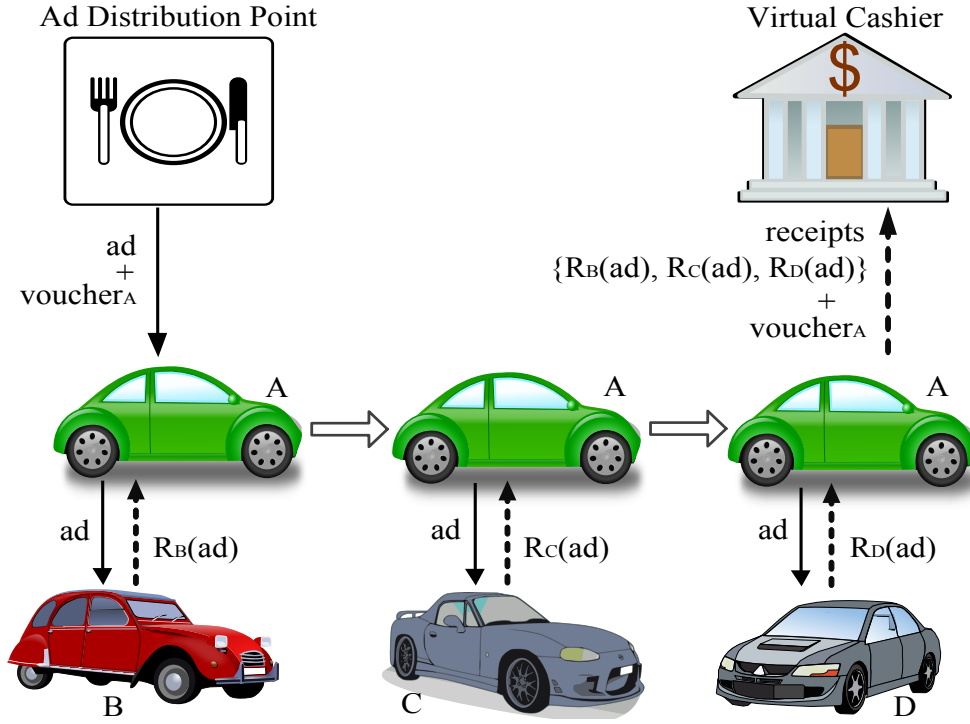 Ad Distribution Point
Virtual Cashier
$
ad
+
voucherA
receipts
{RB(ad), RC(ad), RD(ad)}
+
voucherA
A
A
A
ad
RB(ad)
ad
RC(ad)
ad
RD(ad)
B
C
D